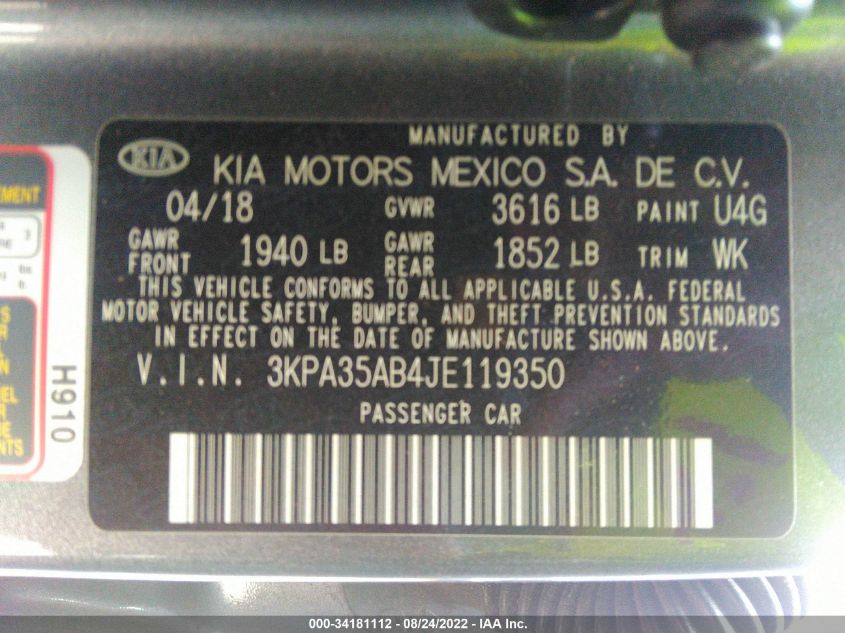 MANUFACTURED BY
KIA
KIA MOTORS MEXICO S.A. DE C.V.
04/18 GVWR 3616 LB PAINT U4G
GAWR FRONT 1940 LB GAWR REAR 1852 LB TRIM WK
THIS VEHICLE CONFORMS TO ALL APPLICABLE U.S.A. FEDERAL
MOTOR VEHICLE SAFETY, BUMPER, AND THEFT PREVENTION STANDARDS
IN EFFECT ON THE DATE OF MANUFACTURE SHOWN ABOVE.
V.I.N. 3KPA35AB4JE119350
PASSENGER CAR
H910
000-34181112 - 08/24/2022 - IAA Inc.